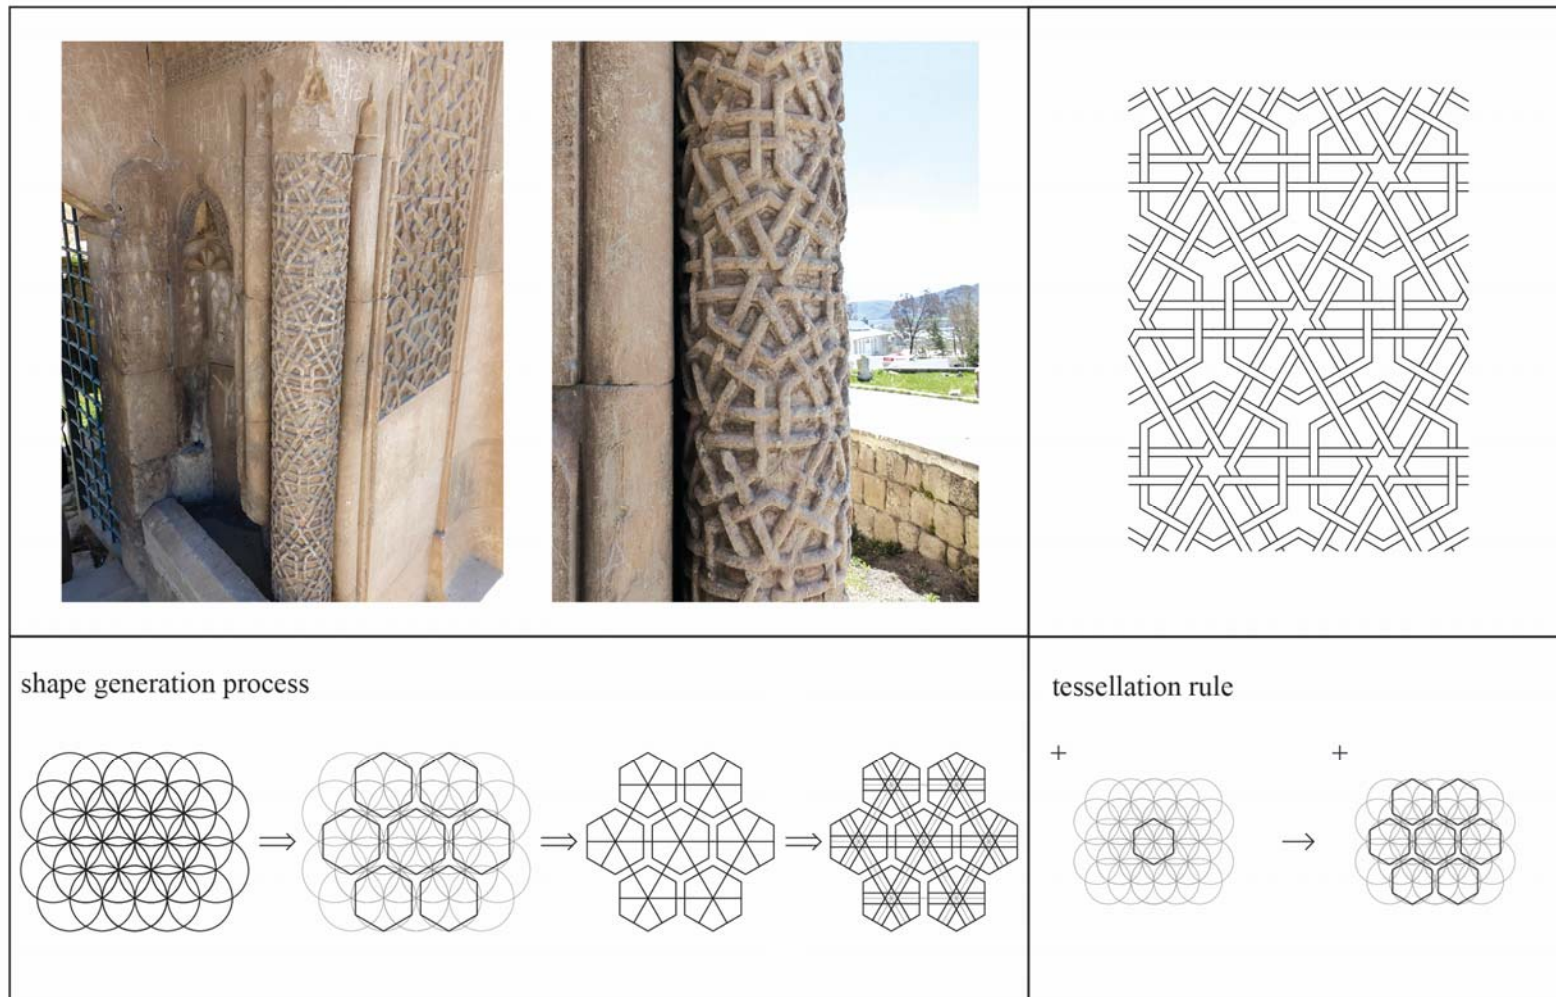 shape generation process
tessellation rule
+
+